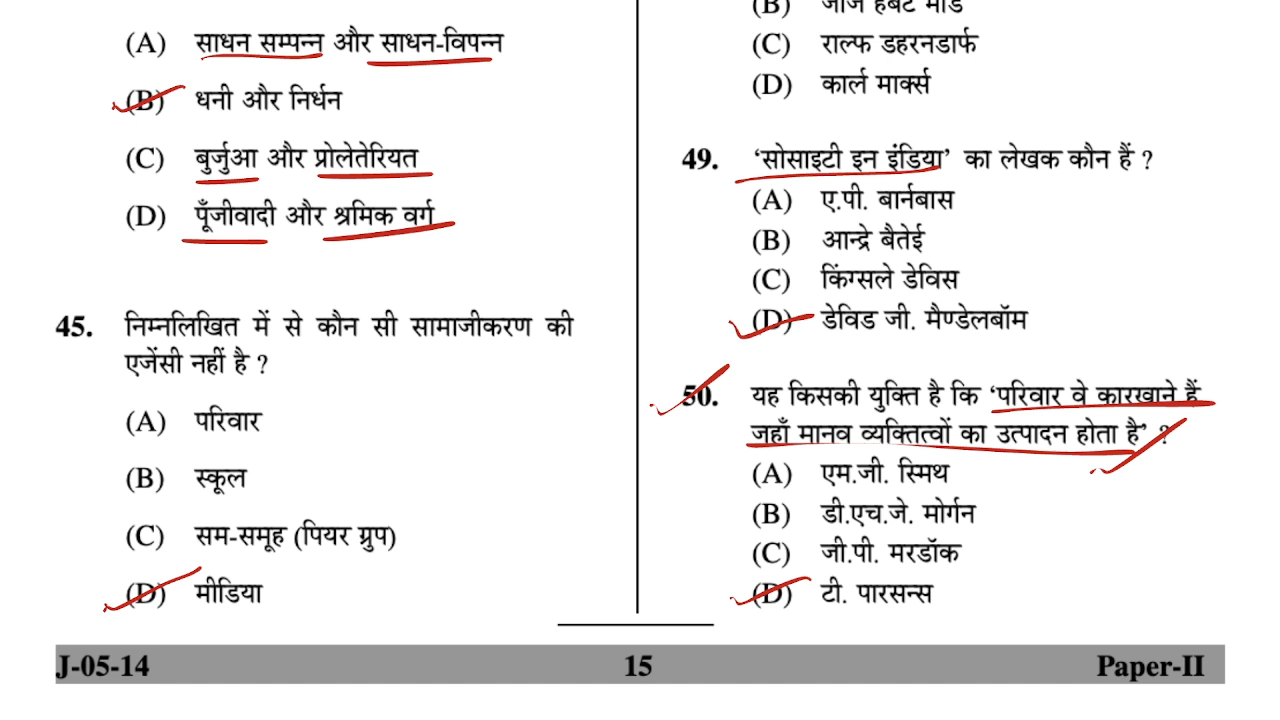 (A) साधन सम्पन्न और साधन-विपन्न
(B) धनी और निर्धन
(C) बुर्जुआ और प्रोलेतेरियत
(D) पूँजीवादी और श्रमिक वर्ग
45. निम्नलिखित में से कौन सी सामाजीकरण की
एजेंसी नहीं है ?
(A) परिवार
(B) स्कूल
(C) सम-समूह (पियर ग्रुप)
(D) मीडिया
(B) जॉर्ज हर्बर्ट मीड
(C) राल्फ डहरनडार्फ
(D) कार्ल मार्क्स
49. ‘सोसाइटी इन इंडिया’ का लेखक कौन हैं ?
(A) ए.पी. बार्नबास
(B) आन्द्रे बैतेई
(C) किंग्सले डेविस
(D) डेविड जी. मैण्डेलबॉम
50. यह किसकी युक्ति है कि ‘परिवार वे कारखाने हैं
जहाँ मानव व्यक्तित्वों का उत्पादन होता है’ ?
(A) एम.जी. स्मिथ
(B) डी.एच.जे. मोर्गन
(C) जी.पी. मरडॉक
(D) टी. पारसन्स
J-05-14 15 Paper-II